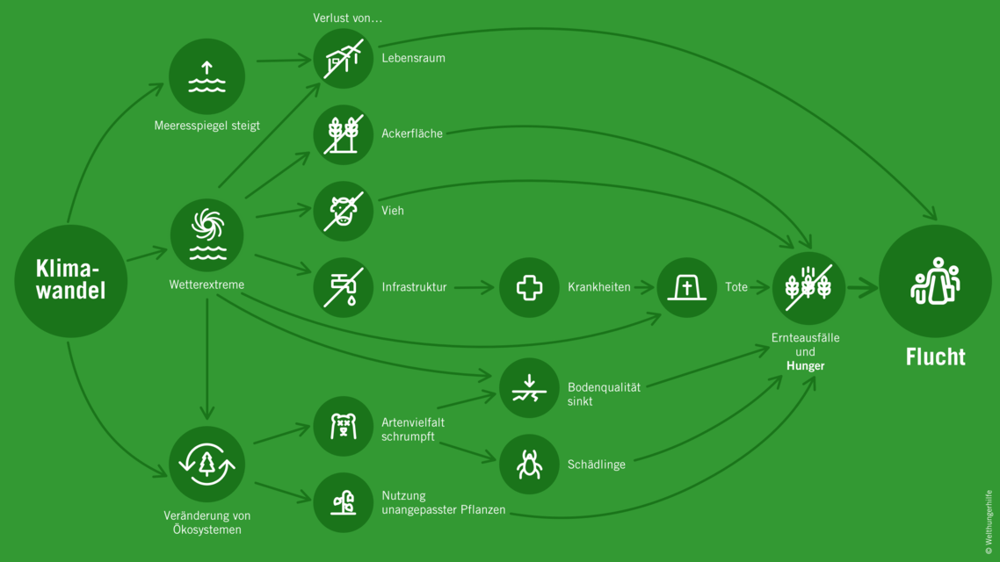 Verlust von...
Lebensraum
Meeresspiegel steigt
Ackerfläche
Vieh
Klima-
wandel
Wetterextreme
Infrastruktur
Krankheiten
Tote
Ernteausfälle
und
Hunger
Flucht
Bodenqualität
sinkt
Artenvielfalt
schrumpft
Schädlinge
Nutzung
unangepasster Pflanzen
Veränderung von
Ökosystemen
© Welthungerhilfe